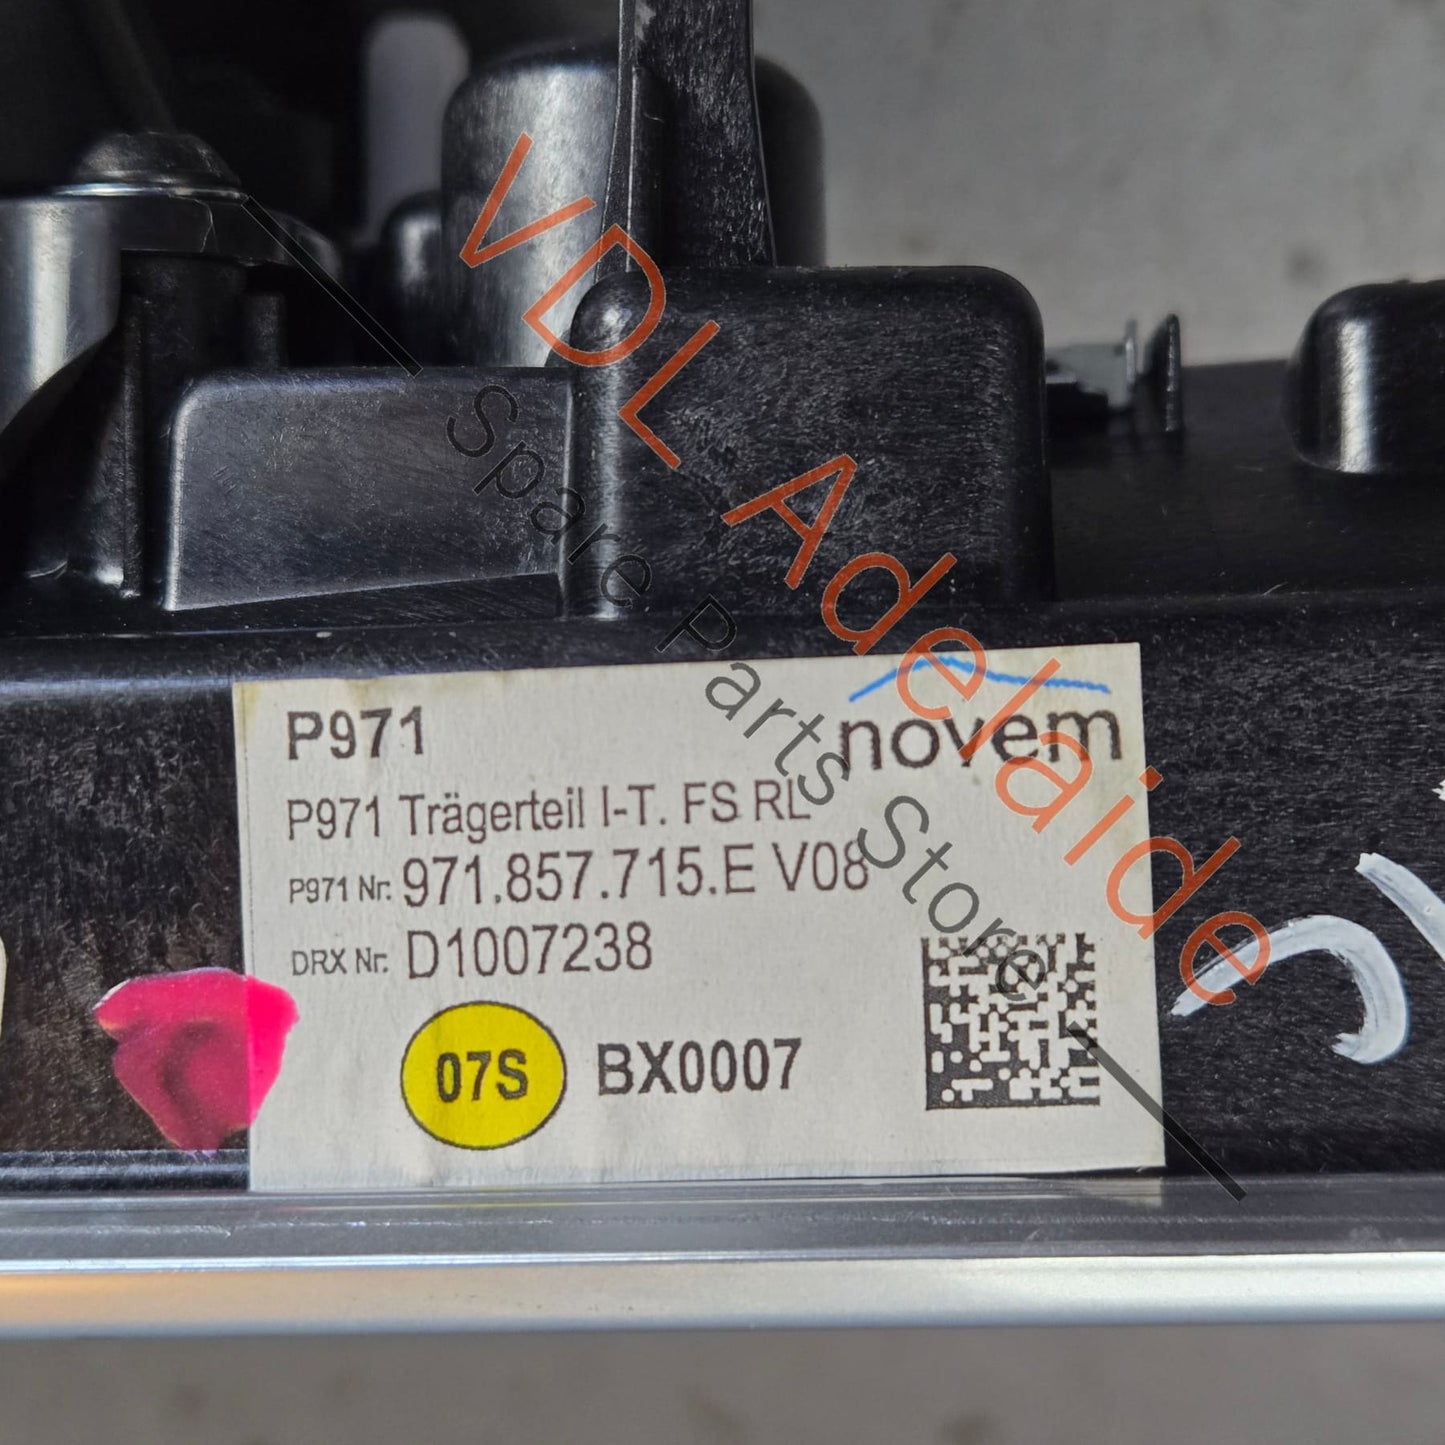 VDL Adelaide
Spare Parts Store
P971
novem
P971 Trägerteil I-T. FS RL
P971 Nr. 971.857.715.E V08
DRX Nr. D1007238
07S
BX0007